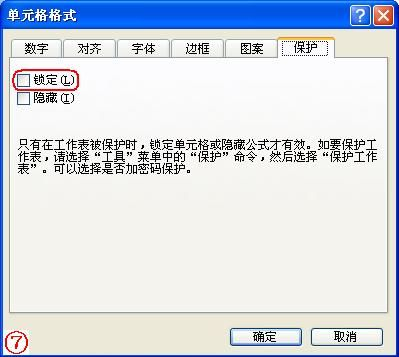 单元格格式
数字 对齐 字体 边框 图案 保护
锁定(L)
隐藏(I)
只有在工作表被保护时，锁定单元格或隐藏公式才有效。如要保护工
作表，请选择“工具”菜单中的“保护”命令，然后选择“保护工作
表”。可以选择是否加密码保护。
⑦
确定 取消